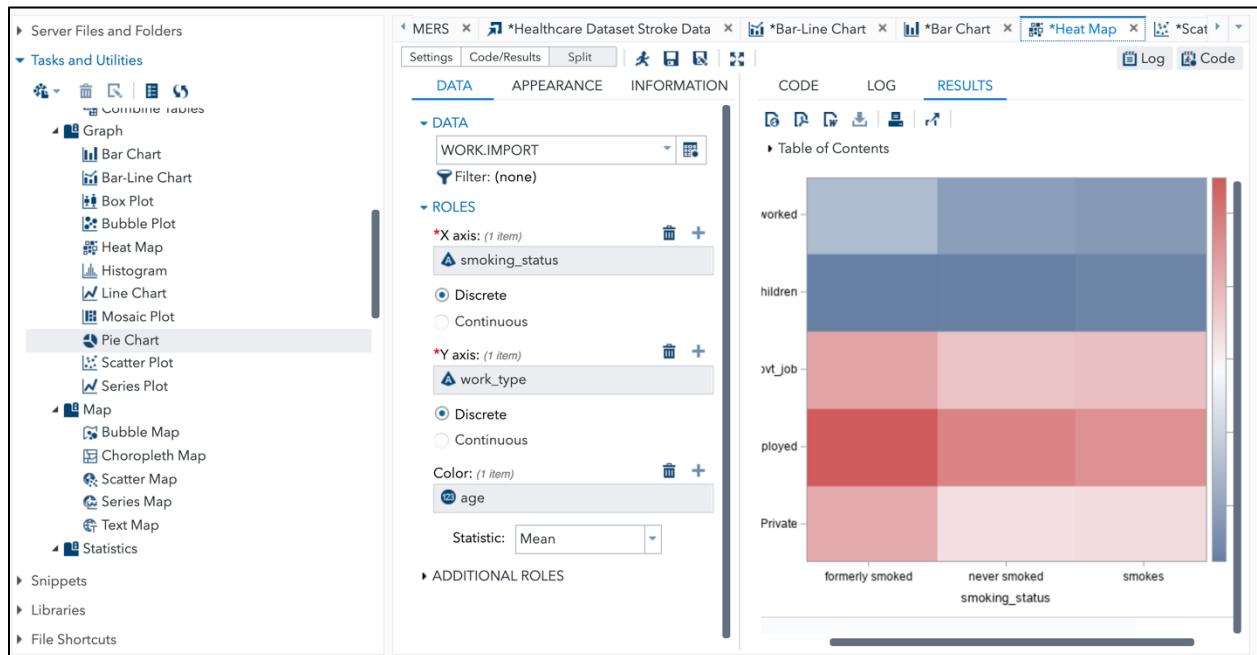 Server Files and Folders
Tasks and Utilities
Combine Tables
Graph
Bar Chart
Bar-Line Chart
Box Plot
Bubble Plot
Heat Map
Histogram
Line Chart
Mosaic Plot
Pie Chart
Scatter Plot
Series Plot
Map
Bubble Map
Choropleth Map
Scatter Map
Series Map
Text Map
Statistics
Snippets
Libraries
File Shortcuts
MERS *Healthcare Dataset Stroke Data *Bar-Line Chart *Bar Chart *Heat Map *Scat
Settings Code/Results Split Log Code
DATA APPEARANCE INFORMATION
DATA
WORK.IMPORT
Filter: (none)
ROLES
*X axis: (1 item)
smoking_status
Discrete
Continuous
*Y axis: (1 item)
work_type
Discrete
Continuous
Color: (1 item)
123 age
Statistic: Mean
ADDITIONAL ROLES
CODE LOG RESULTS
Table of Contents
worked
hildren
ovt_job
ployed
Private
formerly smoked never smoked smokes
smoking_status